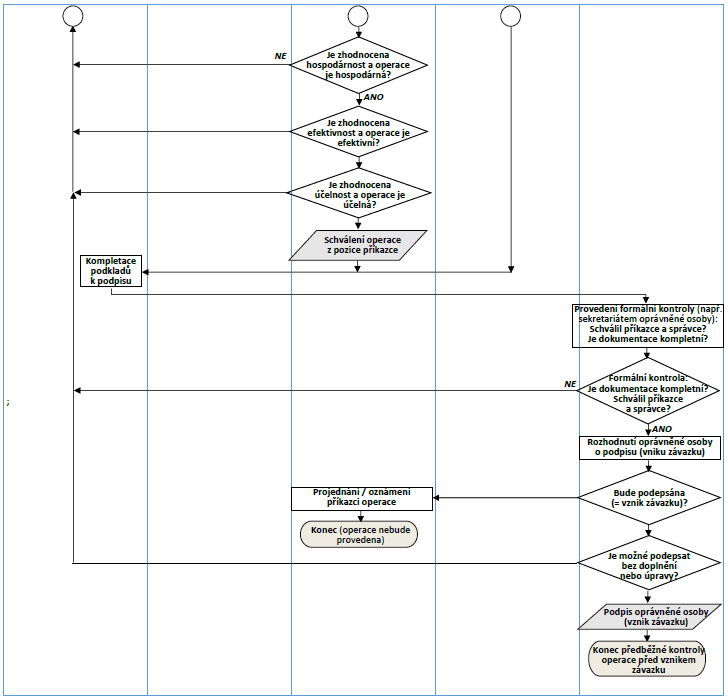 NE
Je zhodnocena
hospodárnost a operace
je hospodárná?
ANO
Je zhodnocena
efektivnost a operace je
efektivní?
Je zhodnocena
účelnost a operace je
účelná?
Schválení operace
z pozice příkazce
Kompletace
podkladů
k podpisu
Provedení formální kontroly (např.
sekretariátem oprávněné osoby):
Schválil příkazce a správce?
Je dokumentace kompletní?
NE
Formální kontrola:
Je dokumentace kompletní?
Schválil příkazce
a správce?
;
ANO
Rozhodnutí oprávněné osoby
o podpisu (vniku závazku)
Projednání / oznámení
příkazci operace
Bude podepsána
(= vznik závazku)?
Konec (operace nebude
provedena)
Je možné podepsat
bez doplnění
nebo úpravy?
Podpis oprávněné osoby
(vznik závazku)
Konec předběžné kontroly
operace před vznikem
závazku